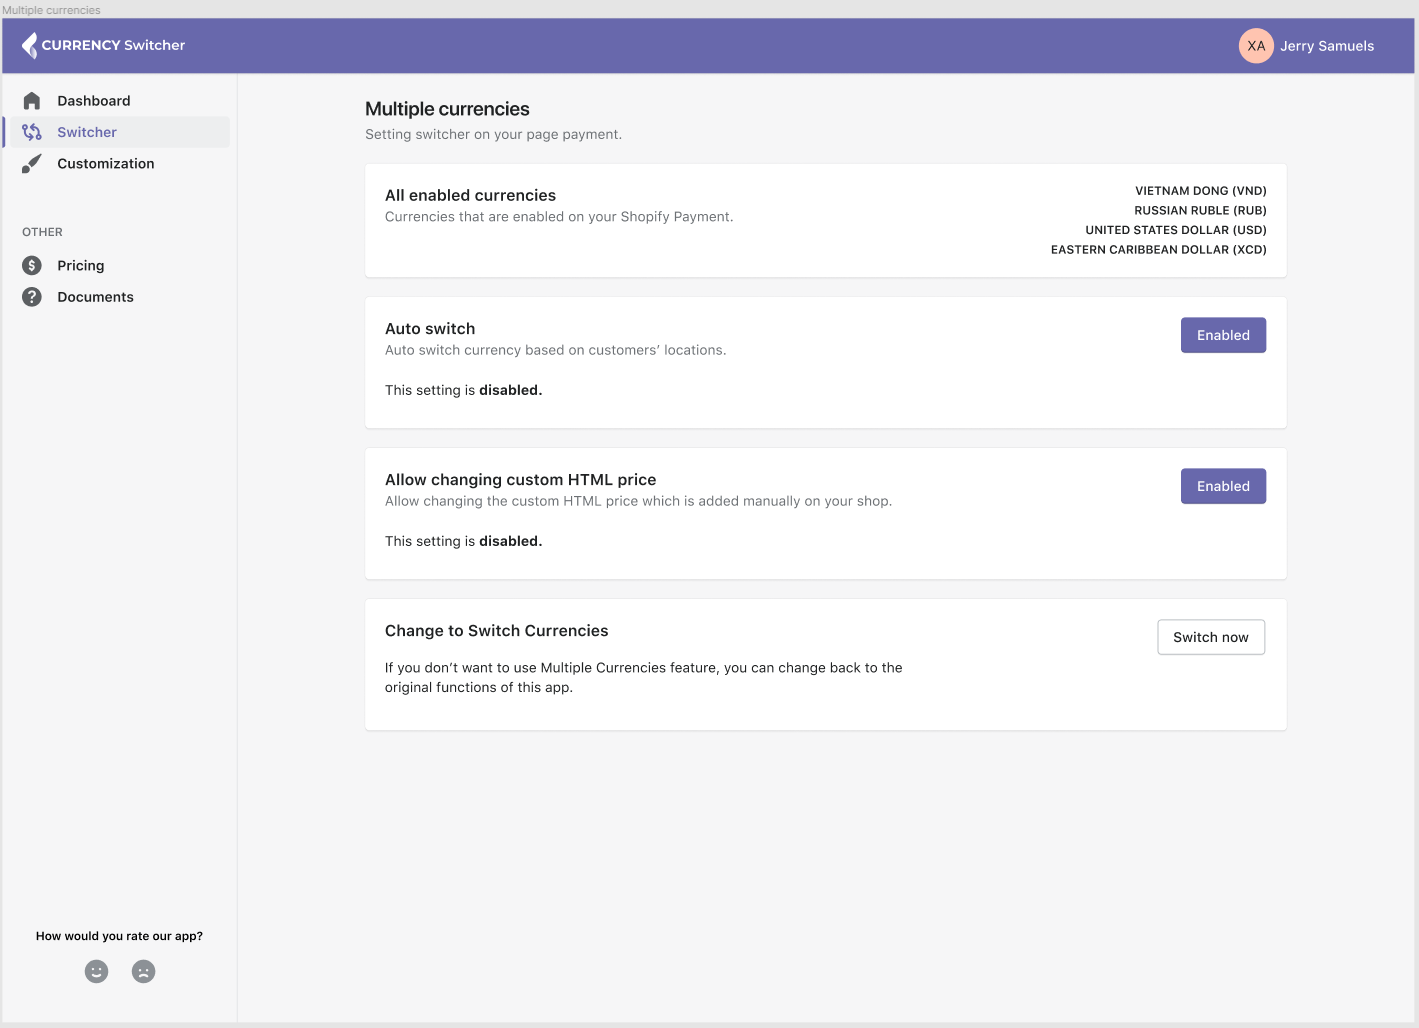 Multiple currencies
CURRENCY Switcher
XA Jerry Samuels
Dashboard
Switcher
Customization
OTHER
$ Pricing
? Documents
How would you rate our app?
Multiple currencies
Setting switcher on your page payment.
All enabled currencies
Currencies that are enabled on your Shopify Payment.
VIETNAM DONG (VND)
RUSSIAN RUBLE (RUB)
UNITED STATES DOLLAR (USD)
EASTERN CARIBBEAN DOLLAR (XCD)
Auto switch
Auto switch currency based on customers’ locations.
This setting is disabled.
Enabled
Allow changing custom HTML price
Allow changing the custom HTML price which is added manually on your shop.
This setting is disabled.
Enabled
Change to Switch Currencies
If you don’t want to use Multiple Currencies feature, you can change back to the
original functions of this app.
Switch now